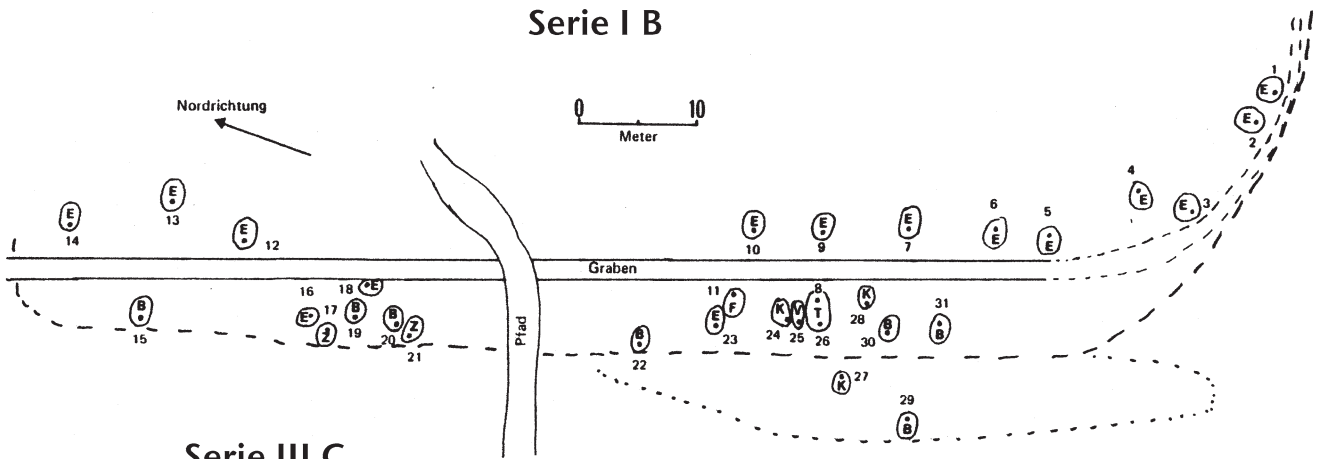 Serie I B
Nordrichtung
0 10
Meter
1
E
E
2
4
E
E 3
6
E
5
E
E
7
E
9
E
10
E
12
E
13
E
14
Graben
Pfad
B
15
16
E
17
Z
18 E
B
19
B
20
Z
21
B
22
11
F
E
23
K
24
V
25
8
T
26
K
28
B
30
31
B
K 27
29
B
Serie III C